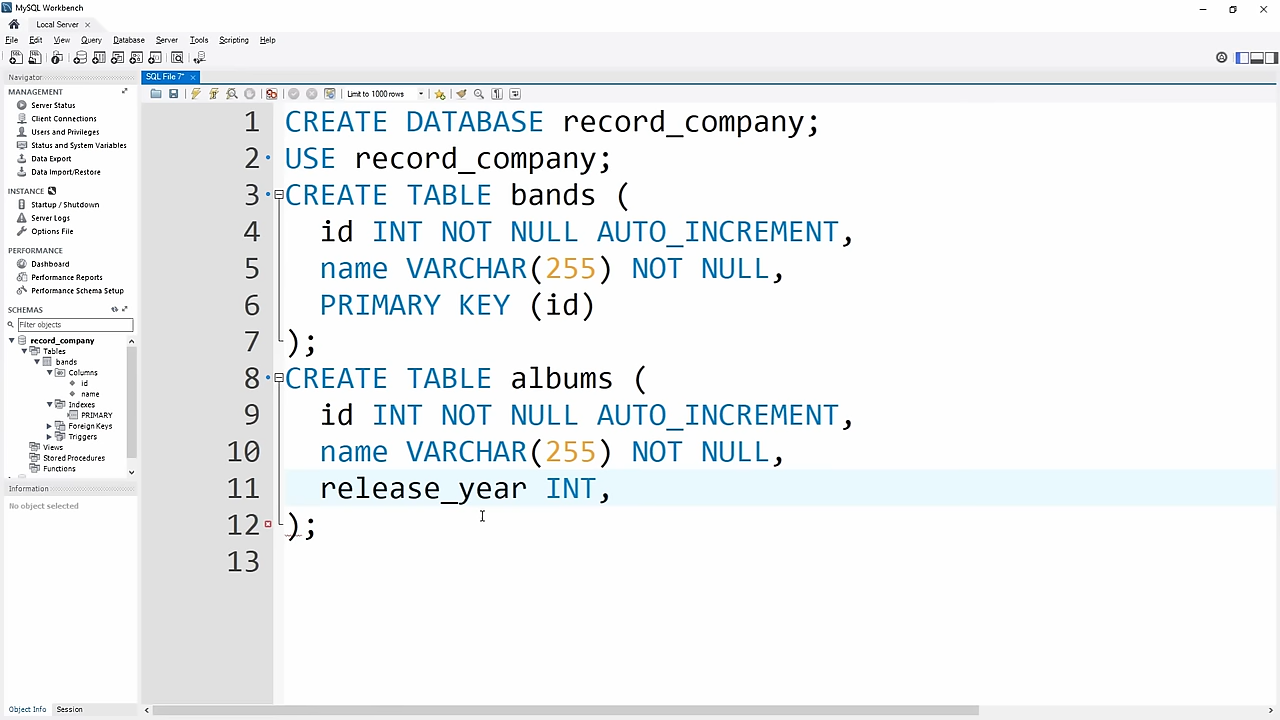 MySQL Workbench
Local Server
File Edit View Query Database Server Tools Scripting Help
Navigator
SQL File 7*
MANAGEMENT
Server Status
Client Connections
Users and Privileges
Status and System Variables
Data Export
Data Import/Restore
INSTANCE
Startup / Shutdown
Server Logs
Options File
PERFORMANCE
Dashboard
Performance Reports
Performance Schema Setup
SCHEMAS
Filter objects
record_company
Tables
bands
Columns
id
name
Indexes
PRIMARY
Foreign Keys
Triggers
Views
Stored Procedures
Functions
Information
No object selected
Object Info Session
Limit to 1000 rows
1 CREATE DATABASE record_company;
2 USE record_company;
3 CREATE TABLE bands (
4 id INT NOT NULL AUTO_INCREMENT,
5 name VARCHAR(255) NOT NULL,
6 PRIMARY KEY (id)
7 );
8 CREATE TABLE albums (
9 id INT NOT NULL AUTO_INCREMENT,
10 name VARCHAR(255) NOT NULL,
11 release_year INT,
12 );
13